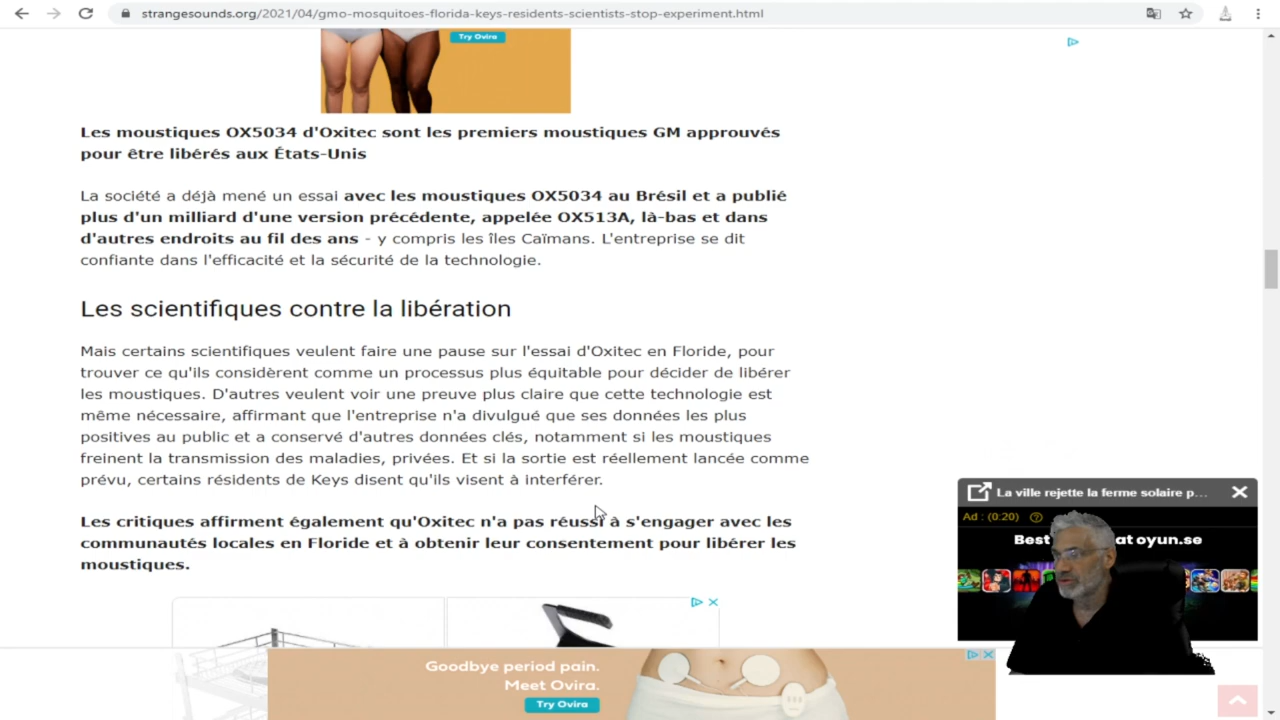 strangesounds.org/2021/04/gmo-mosquitoes-florida-keys-residents-scientists-stop-experiment.html
Try Ovira
Les moustiques OX5034 d'Oxitec sont les premiers moustiques GM approuvés
pour être libérés aux États-Unis
La société a déjà mené un essai avec les moustiques OX5034 au Brésil et a publié
plus d'un milliard d'une version précédente, appelée OX513A, là-bas et dans
d'autres endroits au fil des ans - y compris les îles Caïmans. L'entreprise se dit
confiante dans l'efficacité et la sécurité de la technologie.
Les scientifiques contre la libération
Mais certains scientifiques veulent faire une pause sur l'essai d'Oxitec en Floride, pour
trouver ce qu'ils considèrent comme un processus plus équitable pour décider de libérer
les moustiques. D'autres veulent voir une preuve plus claire que cette technologie est
même nécessaire, affirmant que l'entreprise n'a divulgué que ses données les plus
positives au public et a conservé d'autres données clés, notamment si les moustiques
freinent la transmission des maladies, privées. Et si la sortie est réellement lancée comme
prévu, certains résidents de Keys disent qu'ils visent à interférer.
Les critiques affirment également qu'Oxitec n'a pas réussi à s'engager avec les
communautés locales en Floride et à obtenir leur consentement pour libérer les
moustiques.
La ville rejette la ferme solaire p...
Ad : (0:20)
Best at oyun.se
Goodbye period pain.
Meet Ovira.
Try Ovira